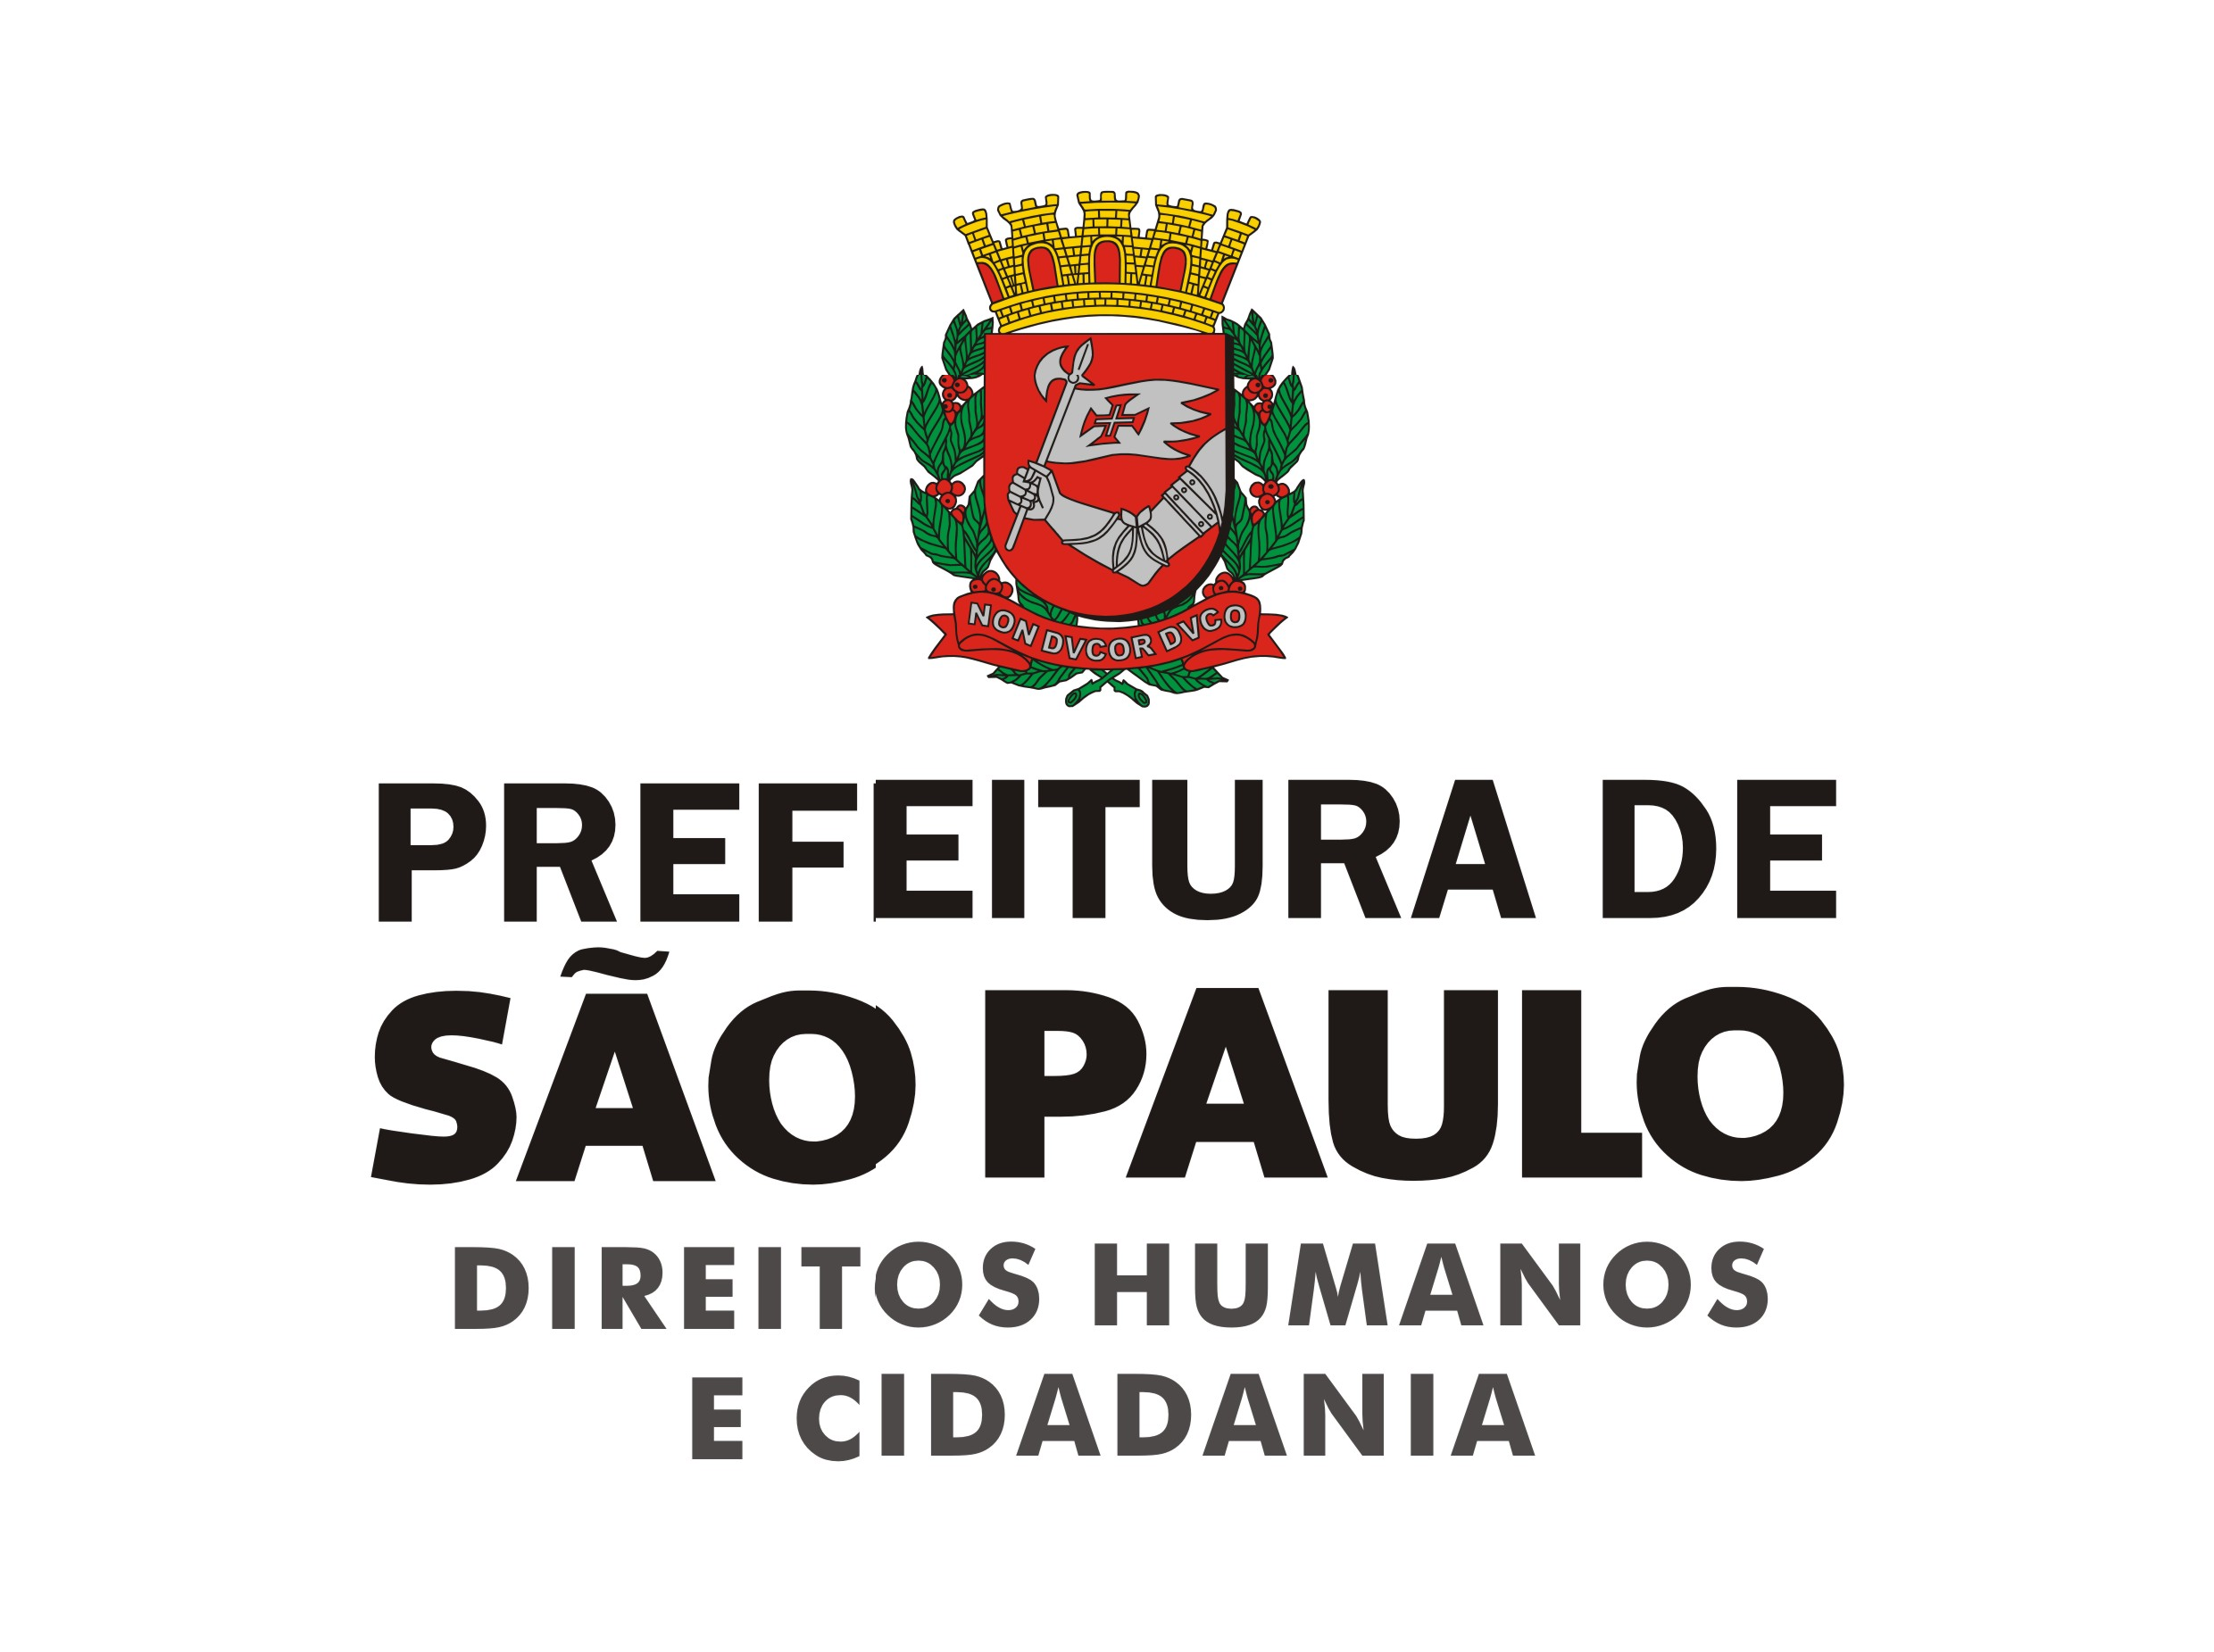 NON DVCOR DVCO
PREFEITURA DE
SÃO PAULO
DIREITOS HUMANOS
E CIDADANIA